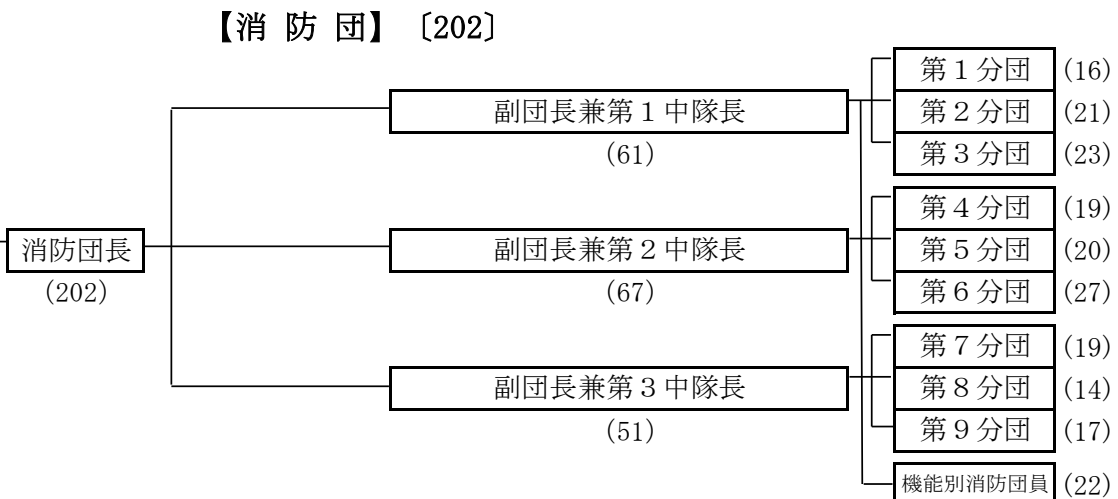 【消 防 団】〔202〕
消防団長
(202)
副団長兼第１中隊長
(61)
第１分団 (16)
第２分団 (21)
第３分団 (23)
副団長兼第２中隊長
(67)
第４分団 (19)
第５分団 (20)
第６分団 (27)
副団長兼第３中隊長
(51)
第７分団 (19)
第８分団 (14)
第９分団 (17)
機能別消防団員 (22)